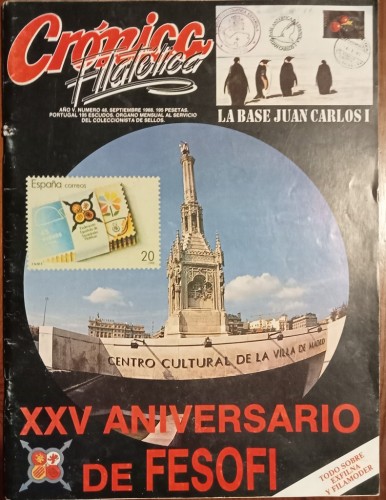 Crónica
Filatélica
AÑO V. NUMERO 48. SEPTIEMBRE 1988. 195 PESETAS.
PORTUGAL 195 ESCUDOS. ORGANO MENSUAL AL SERVICIO
DEL COLECCIONISTA DE SELLOS.
LA BASE JUAN CARLOS I
España CORREOS
20
CENTRO CULTURAL DE LA VILLA DE MADRID
XXV ANIVERSARIO
DE FESOFI
TODO SOBRE
EXFILNA
Y FILAMODER